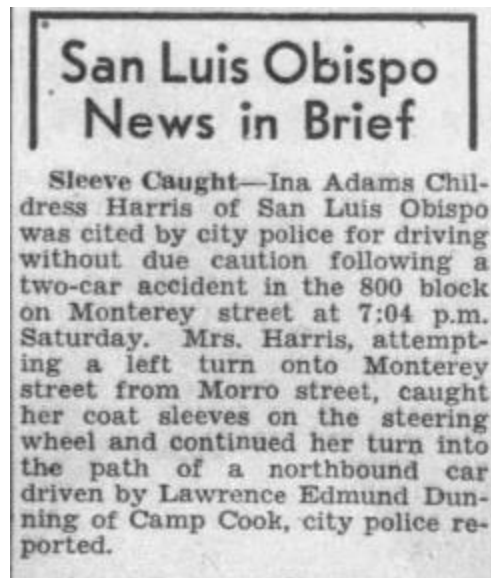 San Luis Obispo
News in Brief
Sleeve Caught—Ina Adams Chil-
dress Harris of San Luis Obispo
was cited by city police for driving
without due caution following a
two-car accident in the 800 block
on Monterey street at 7:04 p.m.
Saturday. Mrs. Harris, attempt-
ing a left turn onto Monterey
street from Morro street, caught
her coat sleeves on the steering
wheel and continued her turn into
the path of a northbound car
driven by Lawrence Edmund Dun-
ning of Camp Cook, city police re-
ported.